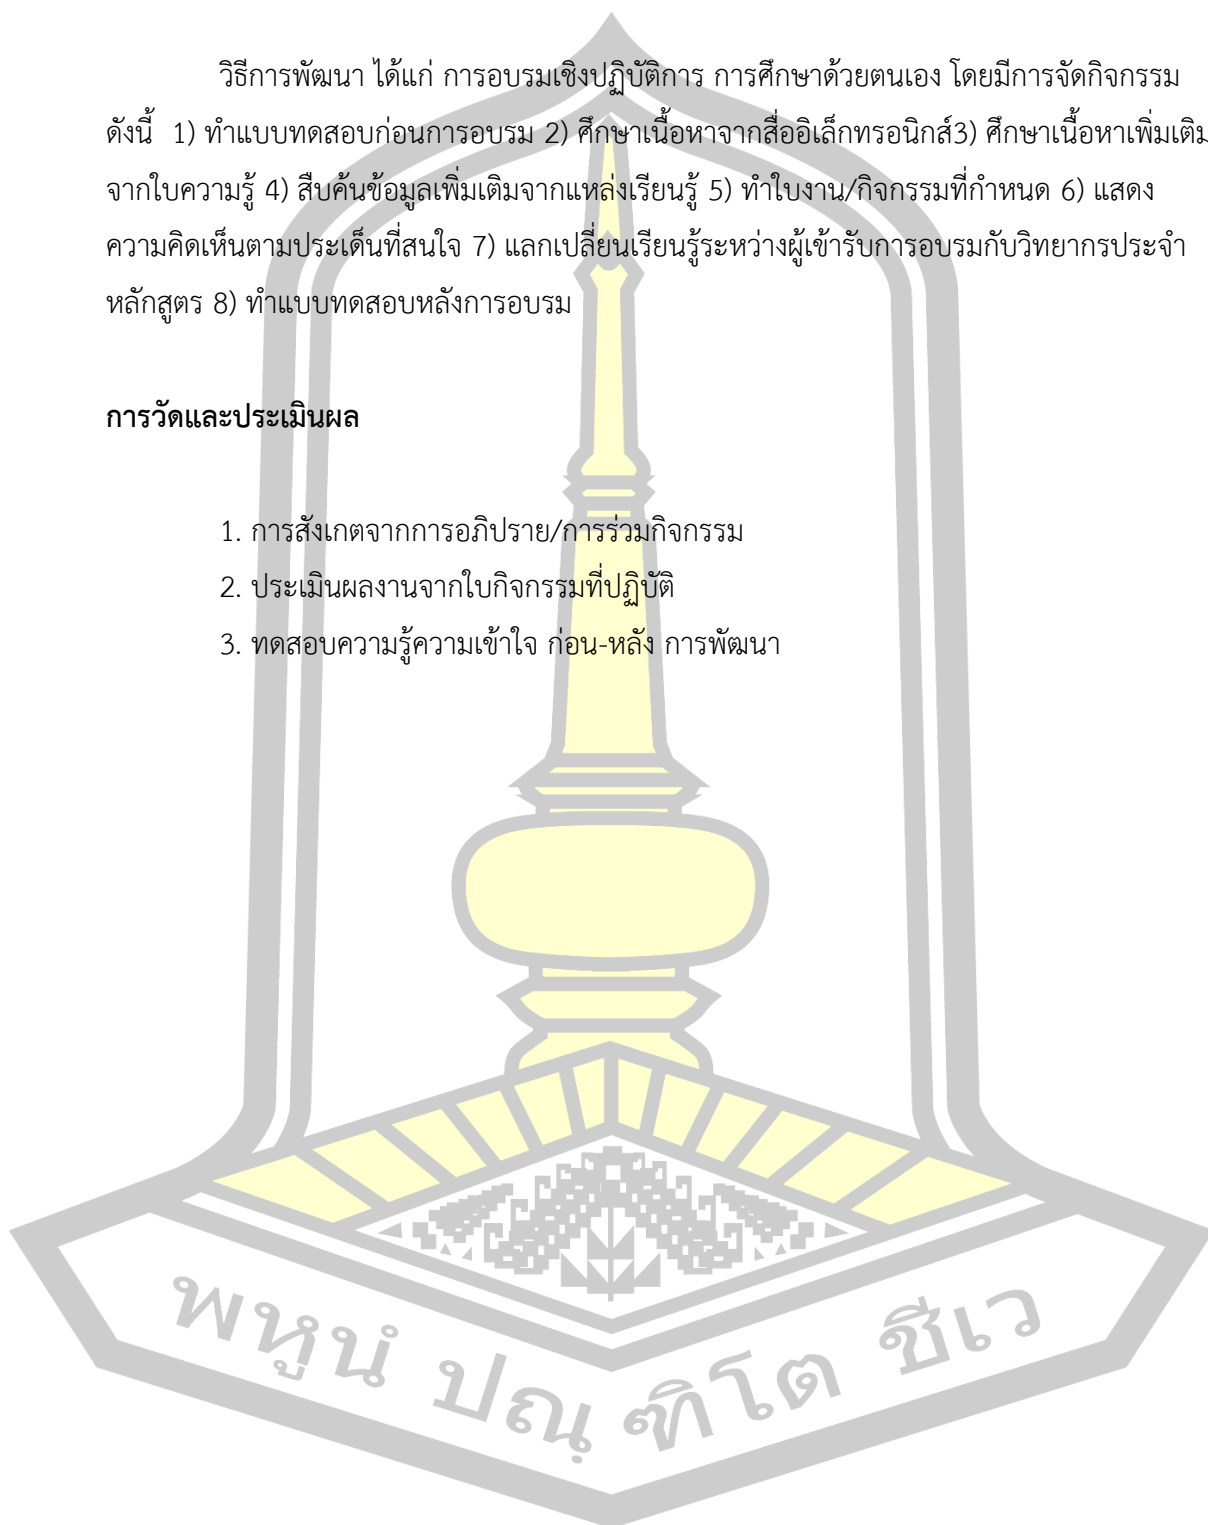 วิธีการพัฒนา ได้แก่ การอบรมเชิงปฏิบัติการ การศึกษาด้วยตนเอง โดยมีการจัดกิจกรรม
ดังนี้  1) ทำแบบทดสอบก่อนการอบรม 2) ศึกษาเนื้อหาจากสื่ออิเล็กทรอนิกส์3) ศึกษาเนื้อหาเพิ่มเติม
จากใบความรู้ 4) สืบค้นข้อมูลเพิ่มเติมจากแหล่งเรียนรู้ 5) ทำใบงาน/กิจกรรมที่กำหนด 6) แสดง
ความคิดเห็นตามประเด็นที่สนใจ 7) แลกเปลี่ยนเรียนรู้ระหว่างผู้เข้ารับการอบรมกับวิทยากรประจำ
หลักสูตร 8) ทำแบบทดสอบหลังการอบรม
การวัดและประเมินผล
1. การสังเกตจากการอภิปราย/การร่วมกิจกรรม
2. ประเมินผลงานจากใบกิจกรรมที่ปฏิบัติ
3. ทดสอบความรู้ความเข้าใจ ก่อน-หลัง การพัฒนา
พหูนํ ปณฺ ฑิโต ชีเว